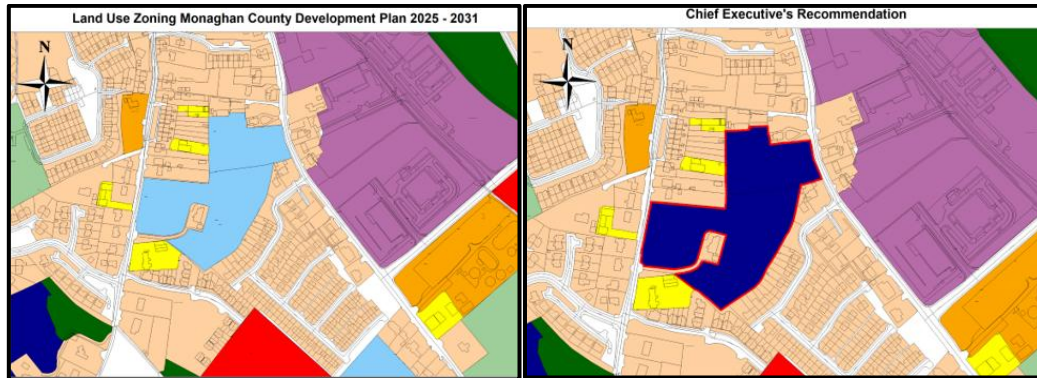 Land Use Zoning Monaghan County Development Plan 2025 - 2031
N
Chief Executive's Recommendation
N